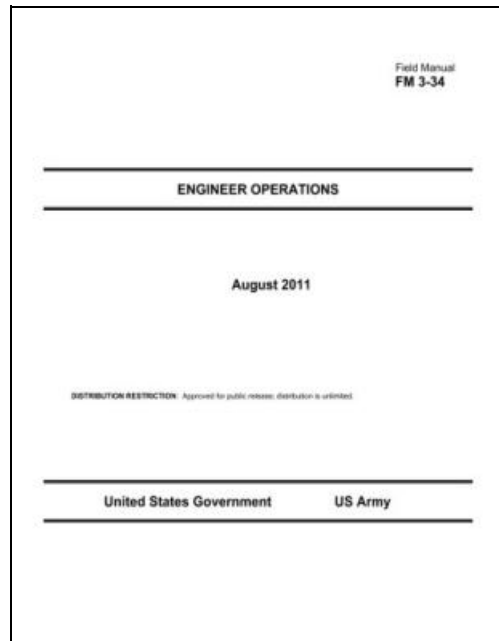 Field Manual
FM 3-34
ENGINEER OPERATIONS
August 2011
DISTRIBUTION RESTRICTION: Approved for public release; distribution is unlimited.
United States Government US Army